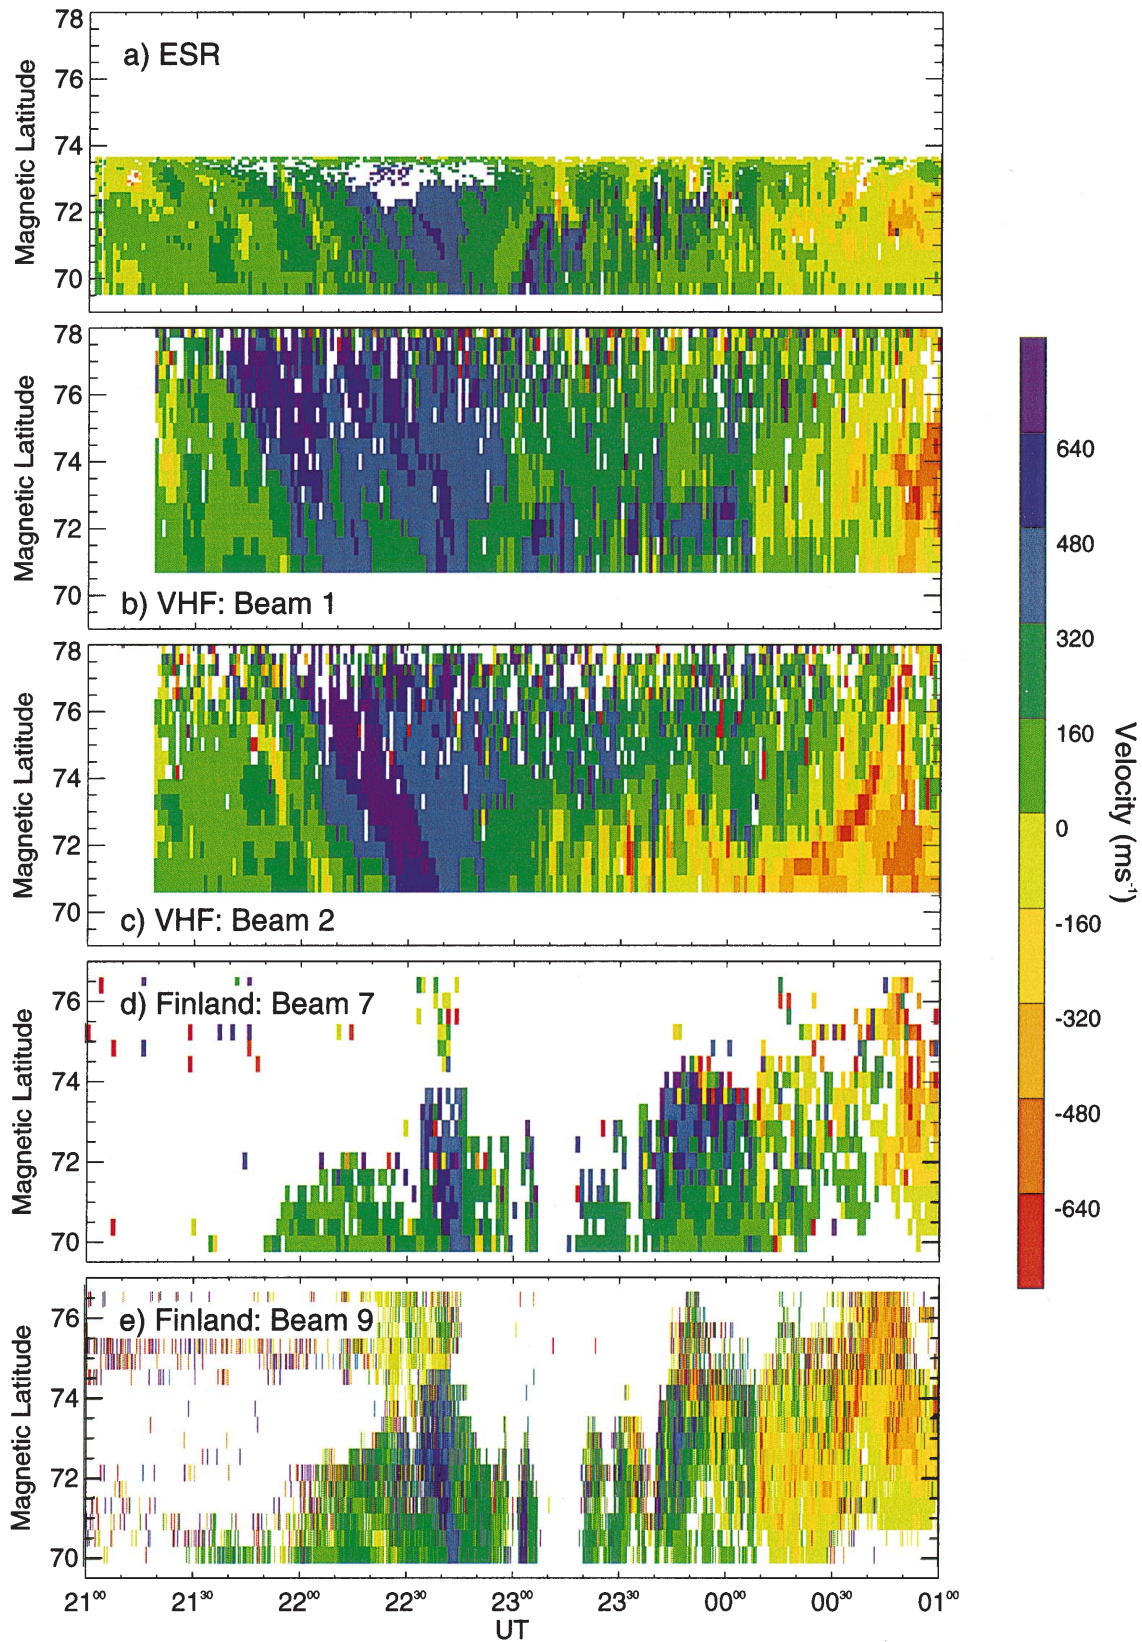 78
a) ESR
76
74
72
70
Magnetic Latitude
78
76
74
72
70
Magnetic Latitude
b) VHF: Beam 1
78
76
74
72
70
Magnetic Latitude
c) VHF: Beam 2
76
74
72
70
Magnetic Latitude
d) Finland: Beam 7
76
74
72
70
Magnetic Latitude
e) Finland: Beam 9
21⁰⁰ 21³⁰ 22⁰⁰ 22³⁰ 23⁰⁰ 23³⁰ 00⁰⁰ 00³⁰ 01⁰⁰
UT
640
480
320
160
0
-160
-320
-480
-640
Velocity (ms⁻¹)